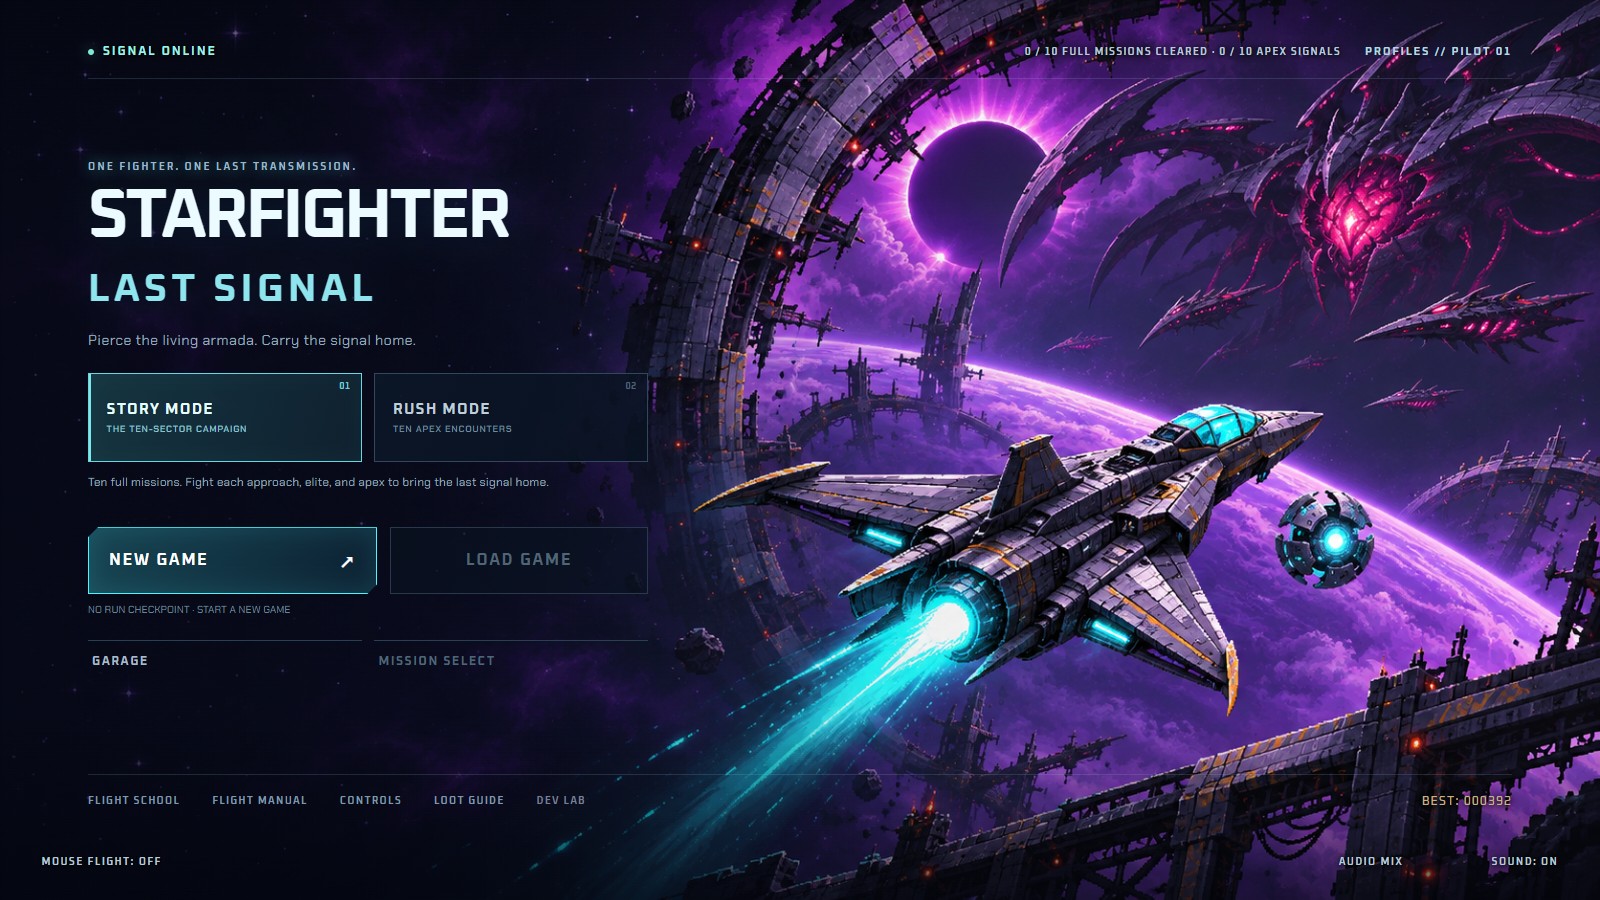 SIGNAL ONLINE
0 / 10 FULL MISSIONS CLEARED · 0 / 10 APEX SIGNALS
PROFILES // PILOT 01
ONE FIGHTER. ONE LAST TRANSMISSION.
STARFIGHTER
LAST SIGNAL
Pierce the living armada. Carry the signal home.
01
STORY MODE
THE TEN-SECTOR CAMPAIGN
02
RUSH MODE
TEN APEX ENCOUNTERS
Ten full missions. Fight each approach, elite, and apex to bring the last signal home.
NEW GAME ↗
LOAD GAME
NO RUN CHECKPOINT · START A NEW GAME
GARAGE
MISSION SELECT
FLIGHT SCHOOL
FLIGHT MANUAL
CONTROLS
LOOT GUIDE
DEV LAB
BEST: 000392
MOUSE FLIGHT: OFF
AUDIO MIX
SOUND: ON